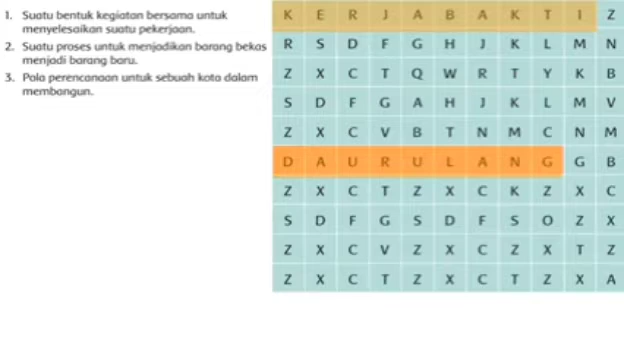 1. Suatu bentuk kegiatan bersama untuk
menyelesaikan suatu pekerjaan.
2. Suatu proses untuk menjadikan barang bekas
menjadi barang baru.
3. Pola perencanaan untuk sebuah kota dalam
membangun.
K E R J A B A K T I Z
R S D F G H J K L M N
Z X C T Q W R T Y K B
S D F G A H J K L M V
Z X C V B T N M C N M
D A U R U L A N G G B
Z X C T Z X C K Z X C
S D F G S D F S O Z X
Z X C V Z X C Z X T Z
Z X C T Z X C T Z X A